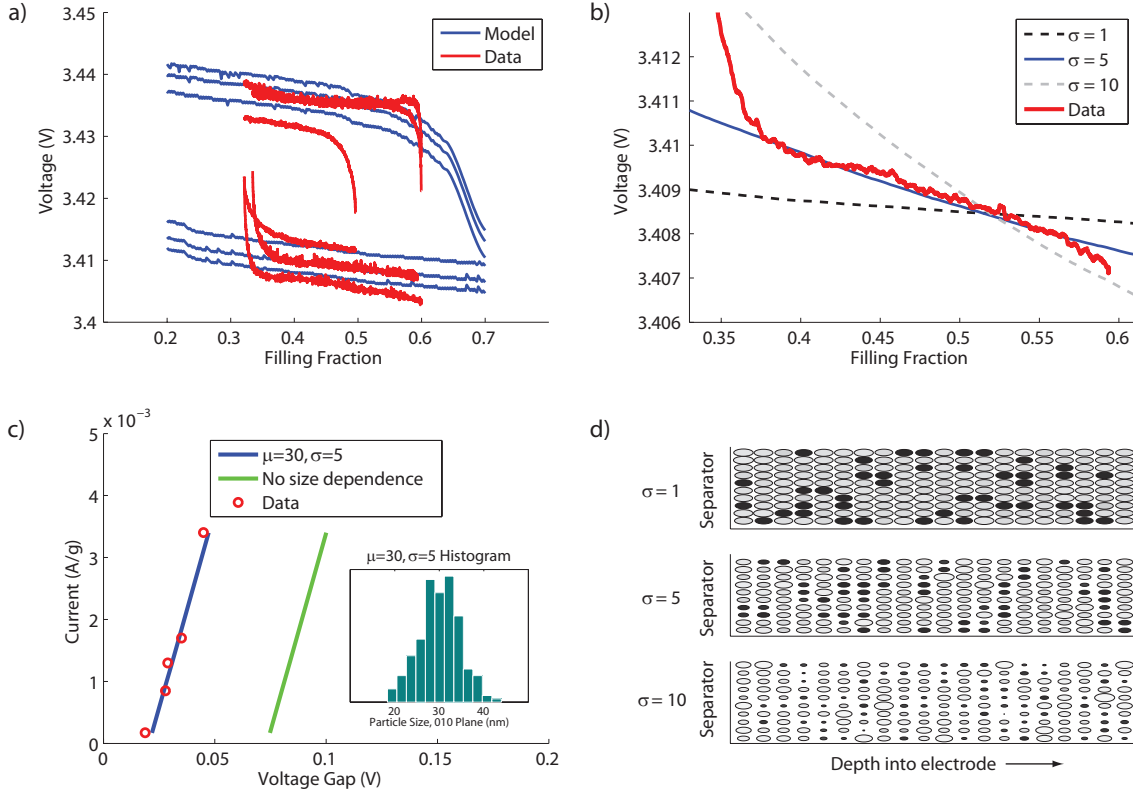 a)
3.45
3.44
3.43
3.42
3.41
3.4
Voltage (V)
0.2 0.3 0.4 0.5 0.6 0.7
Filling Fraction
Model
Data
b)
3.412
3.411
3.41
3.409
3.408
3.407
3.406
Voltage (V)
0.35 0.4 0.45 0.5 0.55 0.6
Filling Fraction
σ = 1
σ = 5
σ = 10
Data
c)
x 10⁻³
5
4
3
2
1
0
Current (A/g)
0 0.05 0.1 0.15 0.2
Voltage Gap (V)
μ=30, σ=5
No size dependence
Data
μ=30, σ=5 Histogram
20 30 40
Particle Size, 010 Plane (nm)
d)
σ = 1
Separator
σ = 5
Separator
σ = 10
Separator
Depth into electrode